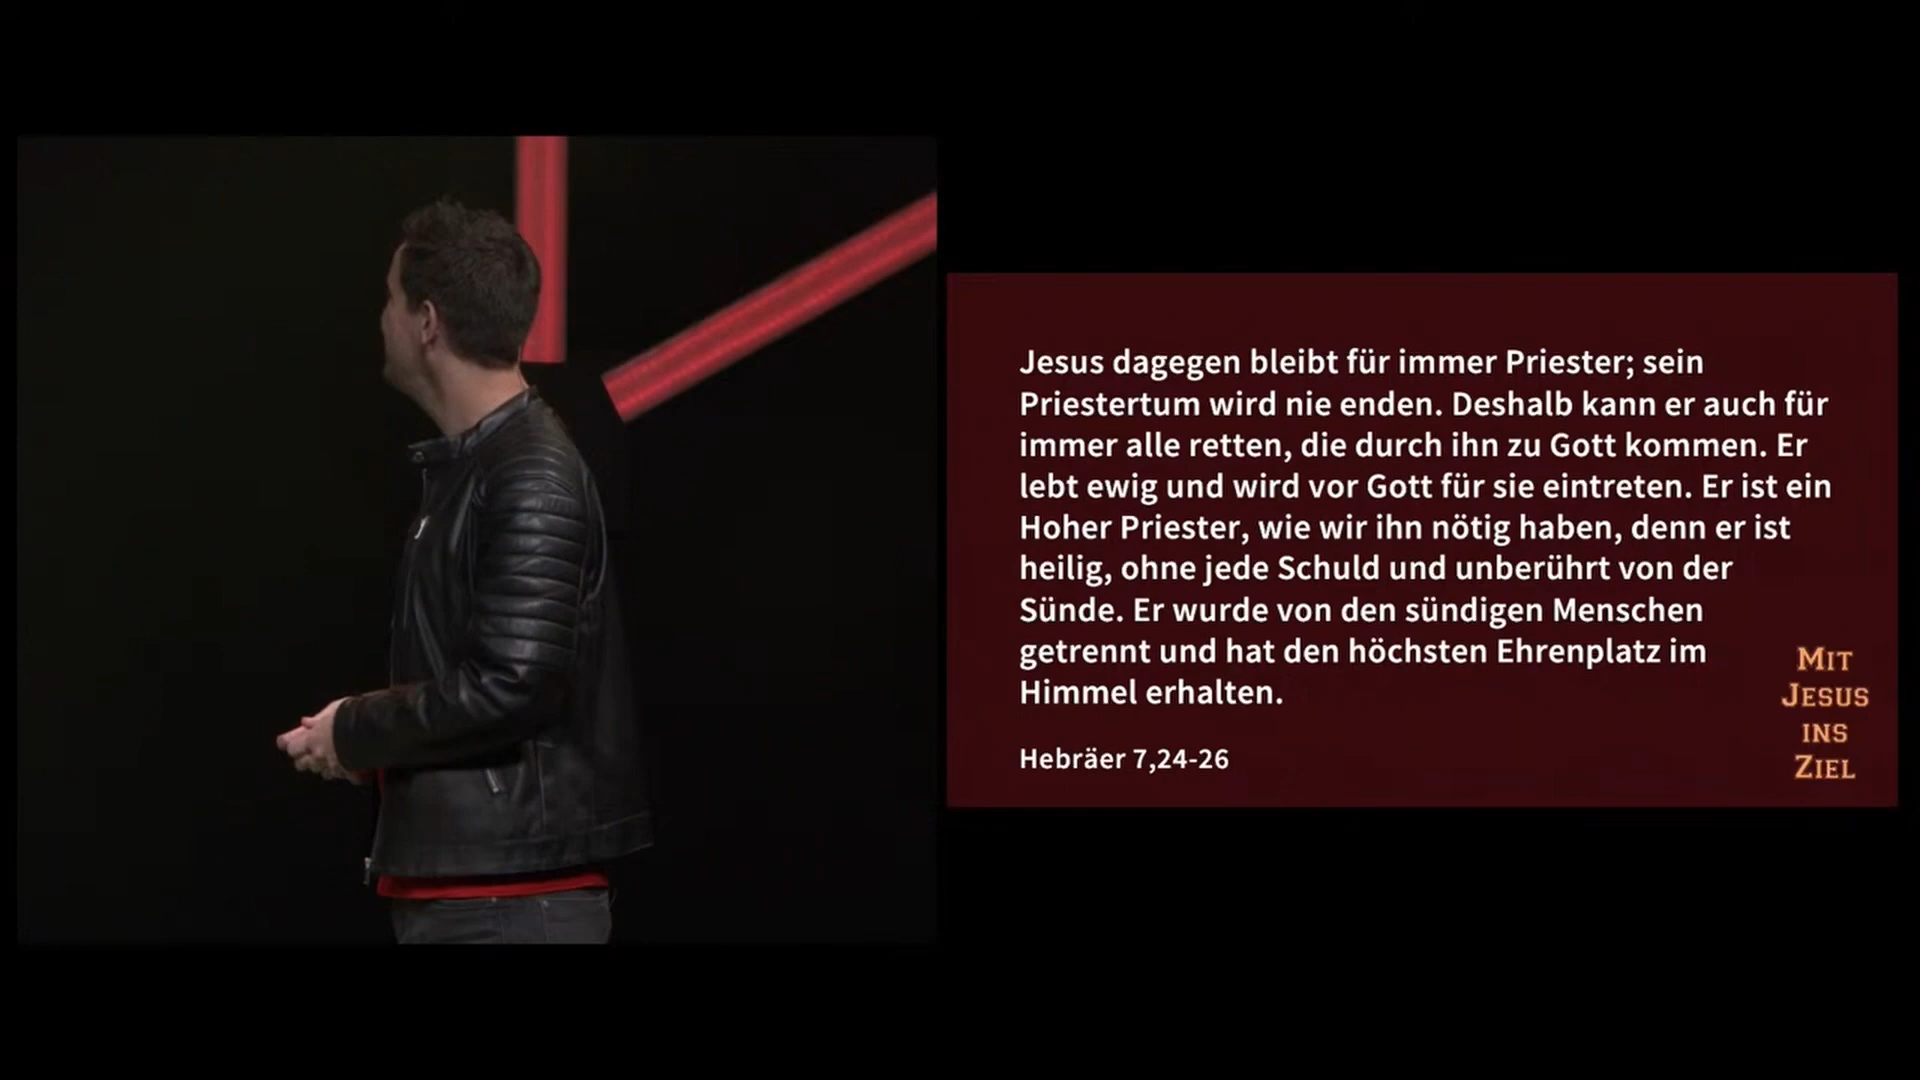 Jesus dagegen bleibt für immer Priester; sein
Priestertum wird nie enden. Deshalb kann er auch für
immer alle retten, die durch ihn zu Gott kommen. Er
lebt ewig und wird vor Gott für sie eintreten. Er ist ein
Hoher Priester, wie wir ihn nötig haben, denn er ist
heilig, ohne jede Schuld und unberührt von der
Sünde. Er wurde von den sündigen Menschen
getrennt und hat den höchsten Ehrenplatz im
Himmel erhalten.
Hebräer 7,24-26
Mit
Jesus
ins
Ziel